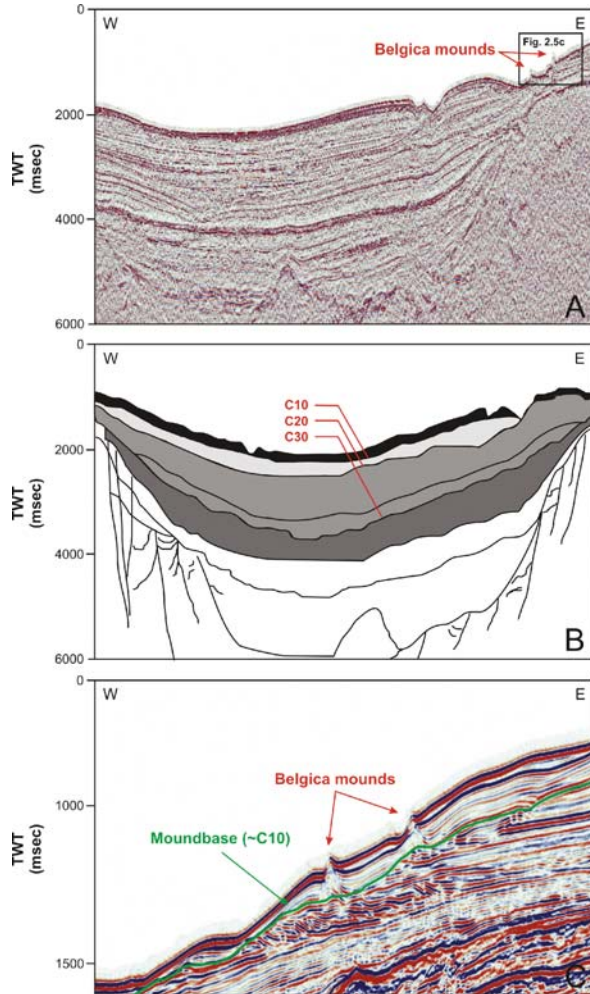 W
E
0
Fig. 2.5c
Belgica mounds
2000
TWT
(msec)
4000
6000
A
0
W
E
C10
C20
C30
2000
TWT
(msec)
4000
6000
B
0
W
E
Belgica mounds
1000
Moundbase (~C10)
TWT
(msec)
1500
C